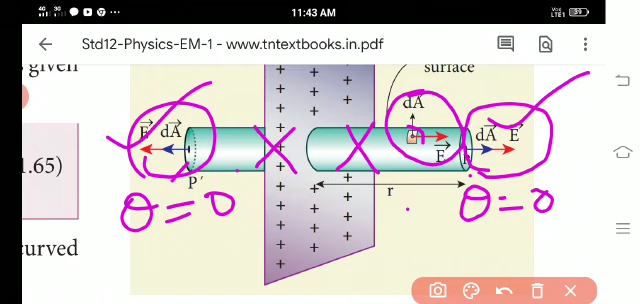 11:43 AM
Std12-Physics-EM-1 - www.tntextbooks.in.pdf
given
surface
dA
E dA
dA E
E
1.65)
P′
r
θ = 0
θ = 0
curved